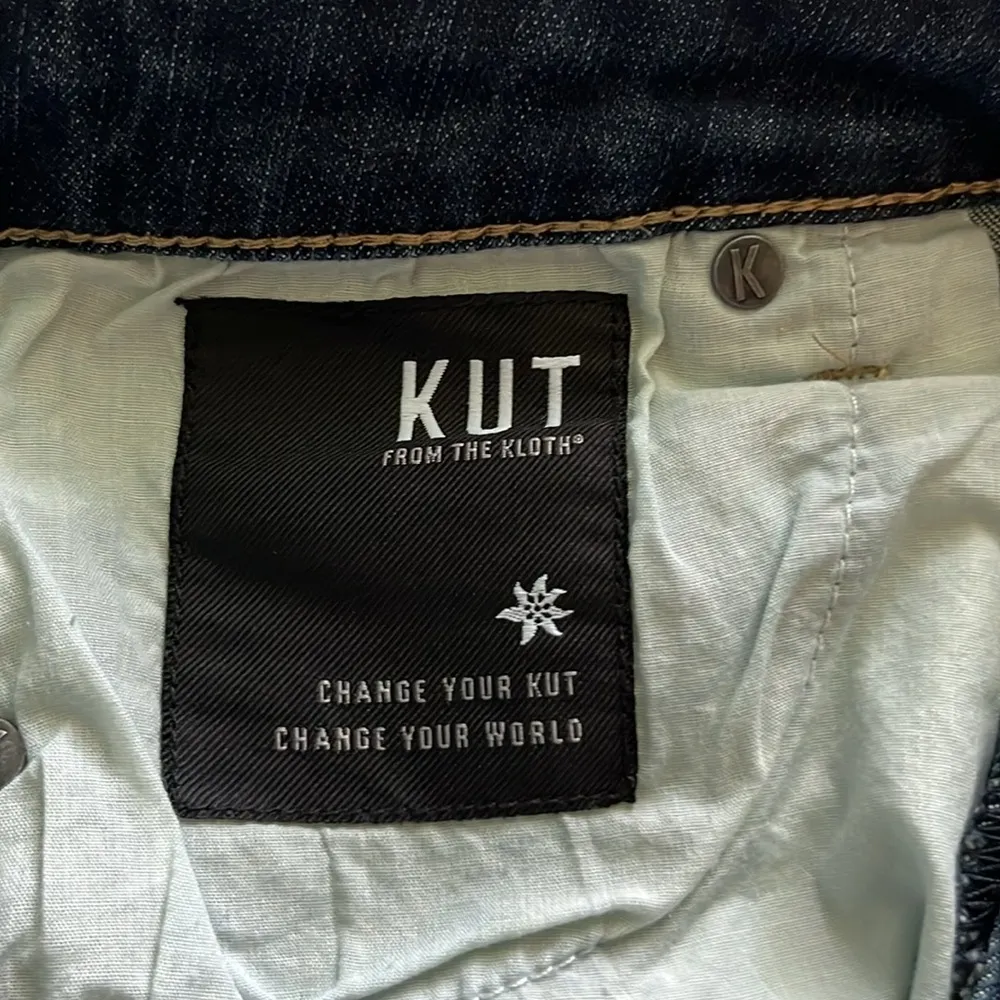 K
KUT
FROM THE KLOTH®
CHANGE YOUR KUT
CHANGE YOUR WORLD